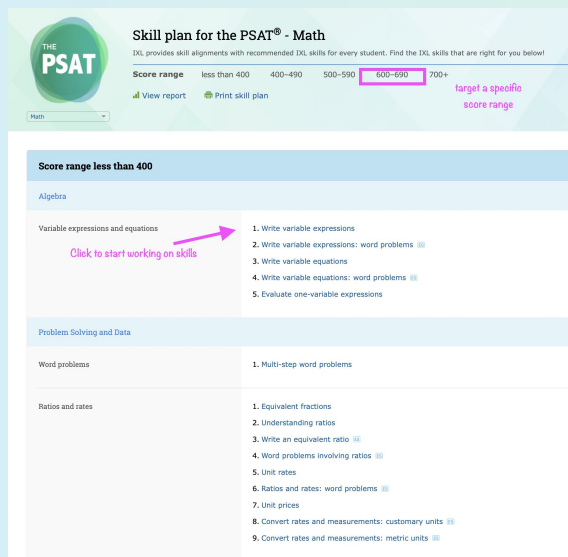 THE
PSAT
Skill plan for the PSAT® - Math
IXL provides skill alignments with recommended IXL skills for every student. Find the IXL skills that are right for you below!
Score range less than 400 400–490 500–590 600–690 700+
View report Print skill plan
target a specific
score range
Math
Score range less than 400
Algebra
Variable expressions and equations
Click to start working on skills
1. Write variable expressions
2. Write variable expressions: word problems
3. Write variable equations
4. Write variable equations: word problems
5. Evaluate one-variable expressions
Problem Solving and Data
Word problems
1. Multi-step word problems
Ratios and rates
1. Equivalent fractions
2. Understanding ratios
3. Write an equivalent ratio
4. Word problems involving ratios
5. Unit rates
6. Ratios and rates: word problems
7. Unit prices
8. Convert rates and measurements: customary units
9. Convert rates and measurements: metric units